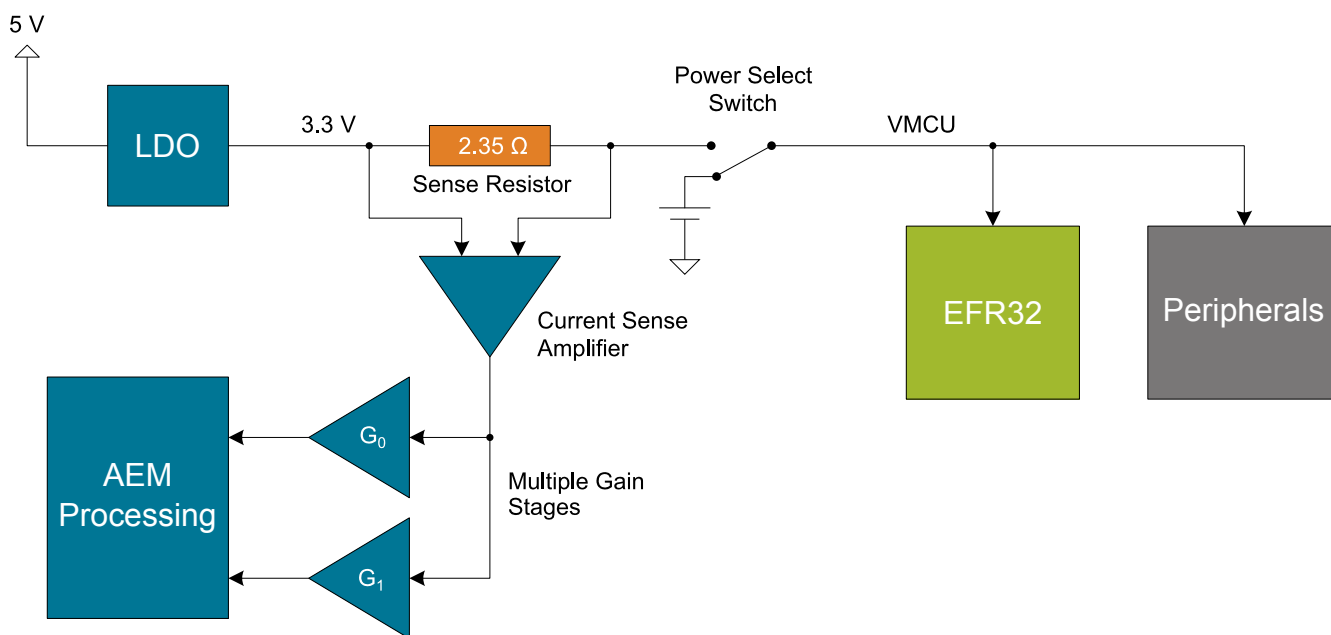 5 V
LDO
3.3 V
2.35 Ω
Sense Resistor
Power Select
Switch
VMCU
Current Sense
Amplifier
EFR32
Peripherals
AEM
Processing
G₀
Multiple Gain
Stages
G₁